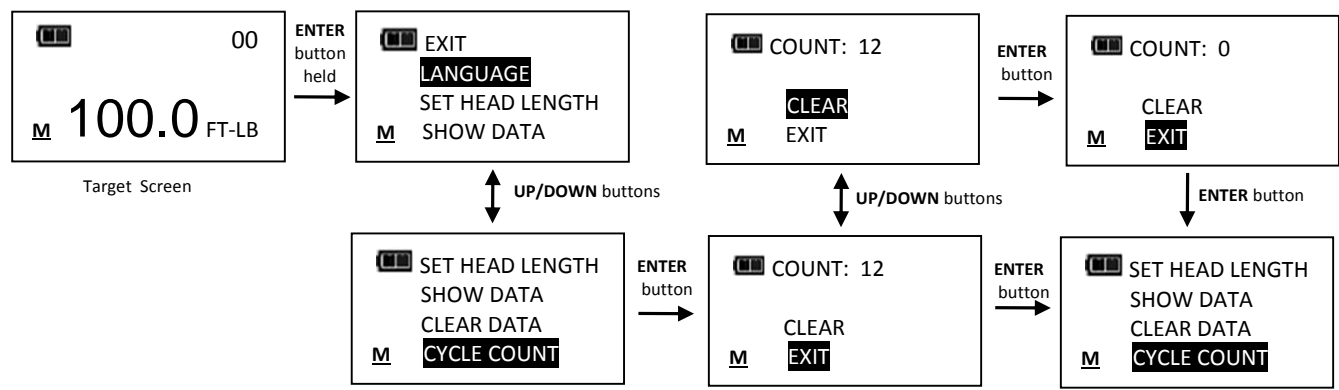 00
100.0 FT-LB
M
Target Screen
ENTER
button
held
EXIT
LANGUAGE
SET HEAD LENGTH
SHOW DATA
M
UP/DOWN buttons
SET HEAD LENGTH
SHOW DATA
CLEAR DATA
CYCLE COUNT
M
ENTER
button
COUNT: 12
CLEAR
EXIT
M
UP/DOWN buttons
COUNT: 12
CLEAR
EXIT
M
ENTER
button
COUNT: 0
CLEAR
EXIT
M
ENTER button
ENTER
button
SET HEAD LENGTH
SHOW DATA
CLEAR DATA
CYCLE COUNT
M